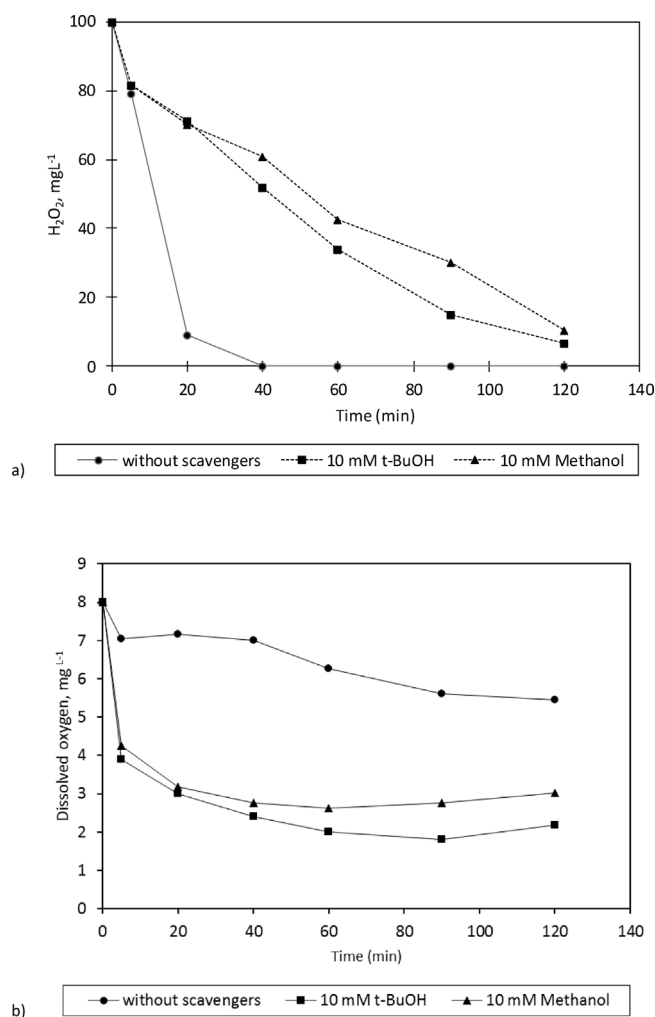 100
80
60
40
20
0
H₂O₂, mgL⁻¹
0 20 40 60 80 100 120 140
Time (min)
without scavengers 10 mM t-BuOH 10 mM Methanol
a)
9
8
7
6
5
4
3
2
1
0
Dissolved oxygen, mg L⁻¹
0 20 40 60 80 100 120 140
Time (min)
without scavengers 10 mM t-BuOH 10 mM Methanol
b)